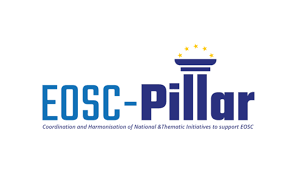 EOSC-Pillar
Coordination and Harmonisation of National &Thematic Initiatives to support EOSC